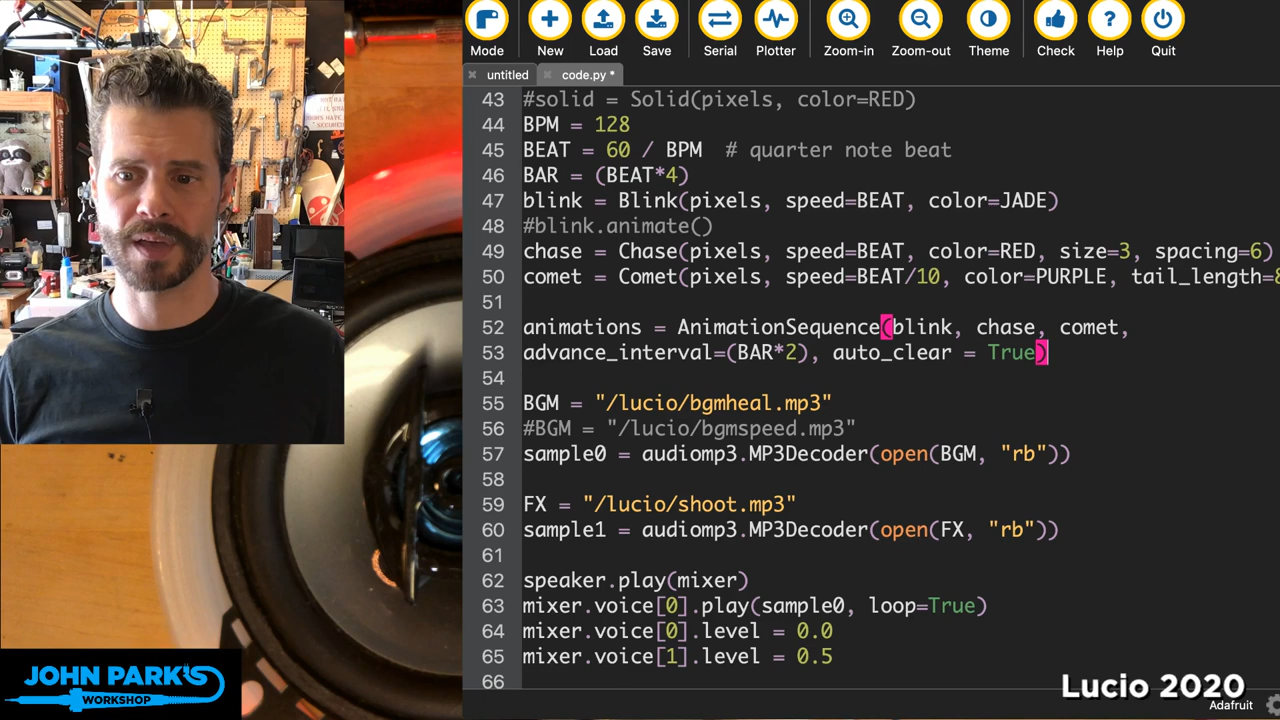 Mode
New
Load
Save
Serial
Plotter
Zoom-in
Zoom-out
Theme
Check
Help
Quit
untitled
code.py *
43 #solid = Solid(pixels, color=RED)
44 BPM = 128
45 BEAT = 60 / BPM  # quarter note beat
46 BAR = (BEAT*4)
47 blink = Blink(pixels, speed=BEAT, color=JADE)
48 #blink.animate()
49 chase = Chase(pixels, speed=BEAT, color=RED, size=3, spacing=6)
50 comet = Comet(pixels, speed=BEAT/10, color=PURPLE, tail_length=8
51
52 animations = AnimationSequence(blink, chase, comet,
53 advance_interval=(BAR*2), auto_clear = True)
54
55 BGM = "/lucio/bgmheal.mp3"
56 #BGM = "/lucio/bgmspeed.mp3"
57 sample0 = audiomp3.MP3Decoder(open(BGM, "rb"))
58
59 FX = "/lucio/shoot.mp3"
60 sample1 = audiomp3.MP3Decoder(open(FX, "rb"))
61
62 speaker.play(mixer)
63 mixer.voice[0].play(sample0, loop=True)
64 mixer.voice[0].level = 0.0
65 mixer.voice[1].level = 0.5
66
Lucio 2020
Adafruit
JOHN PARK'S
WORKSHOP